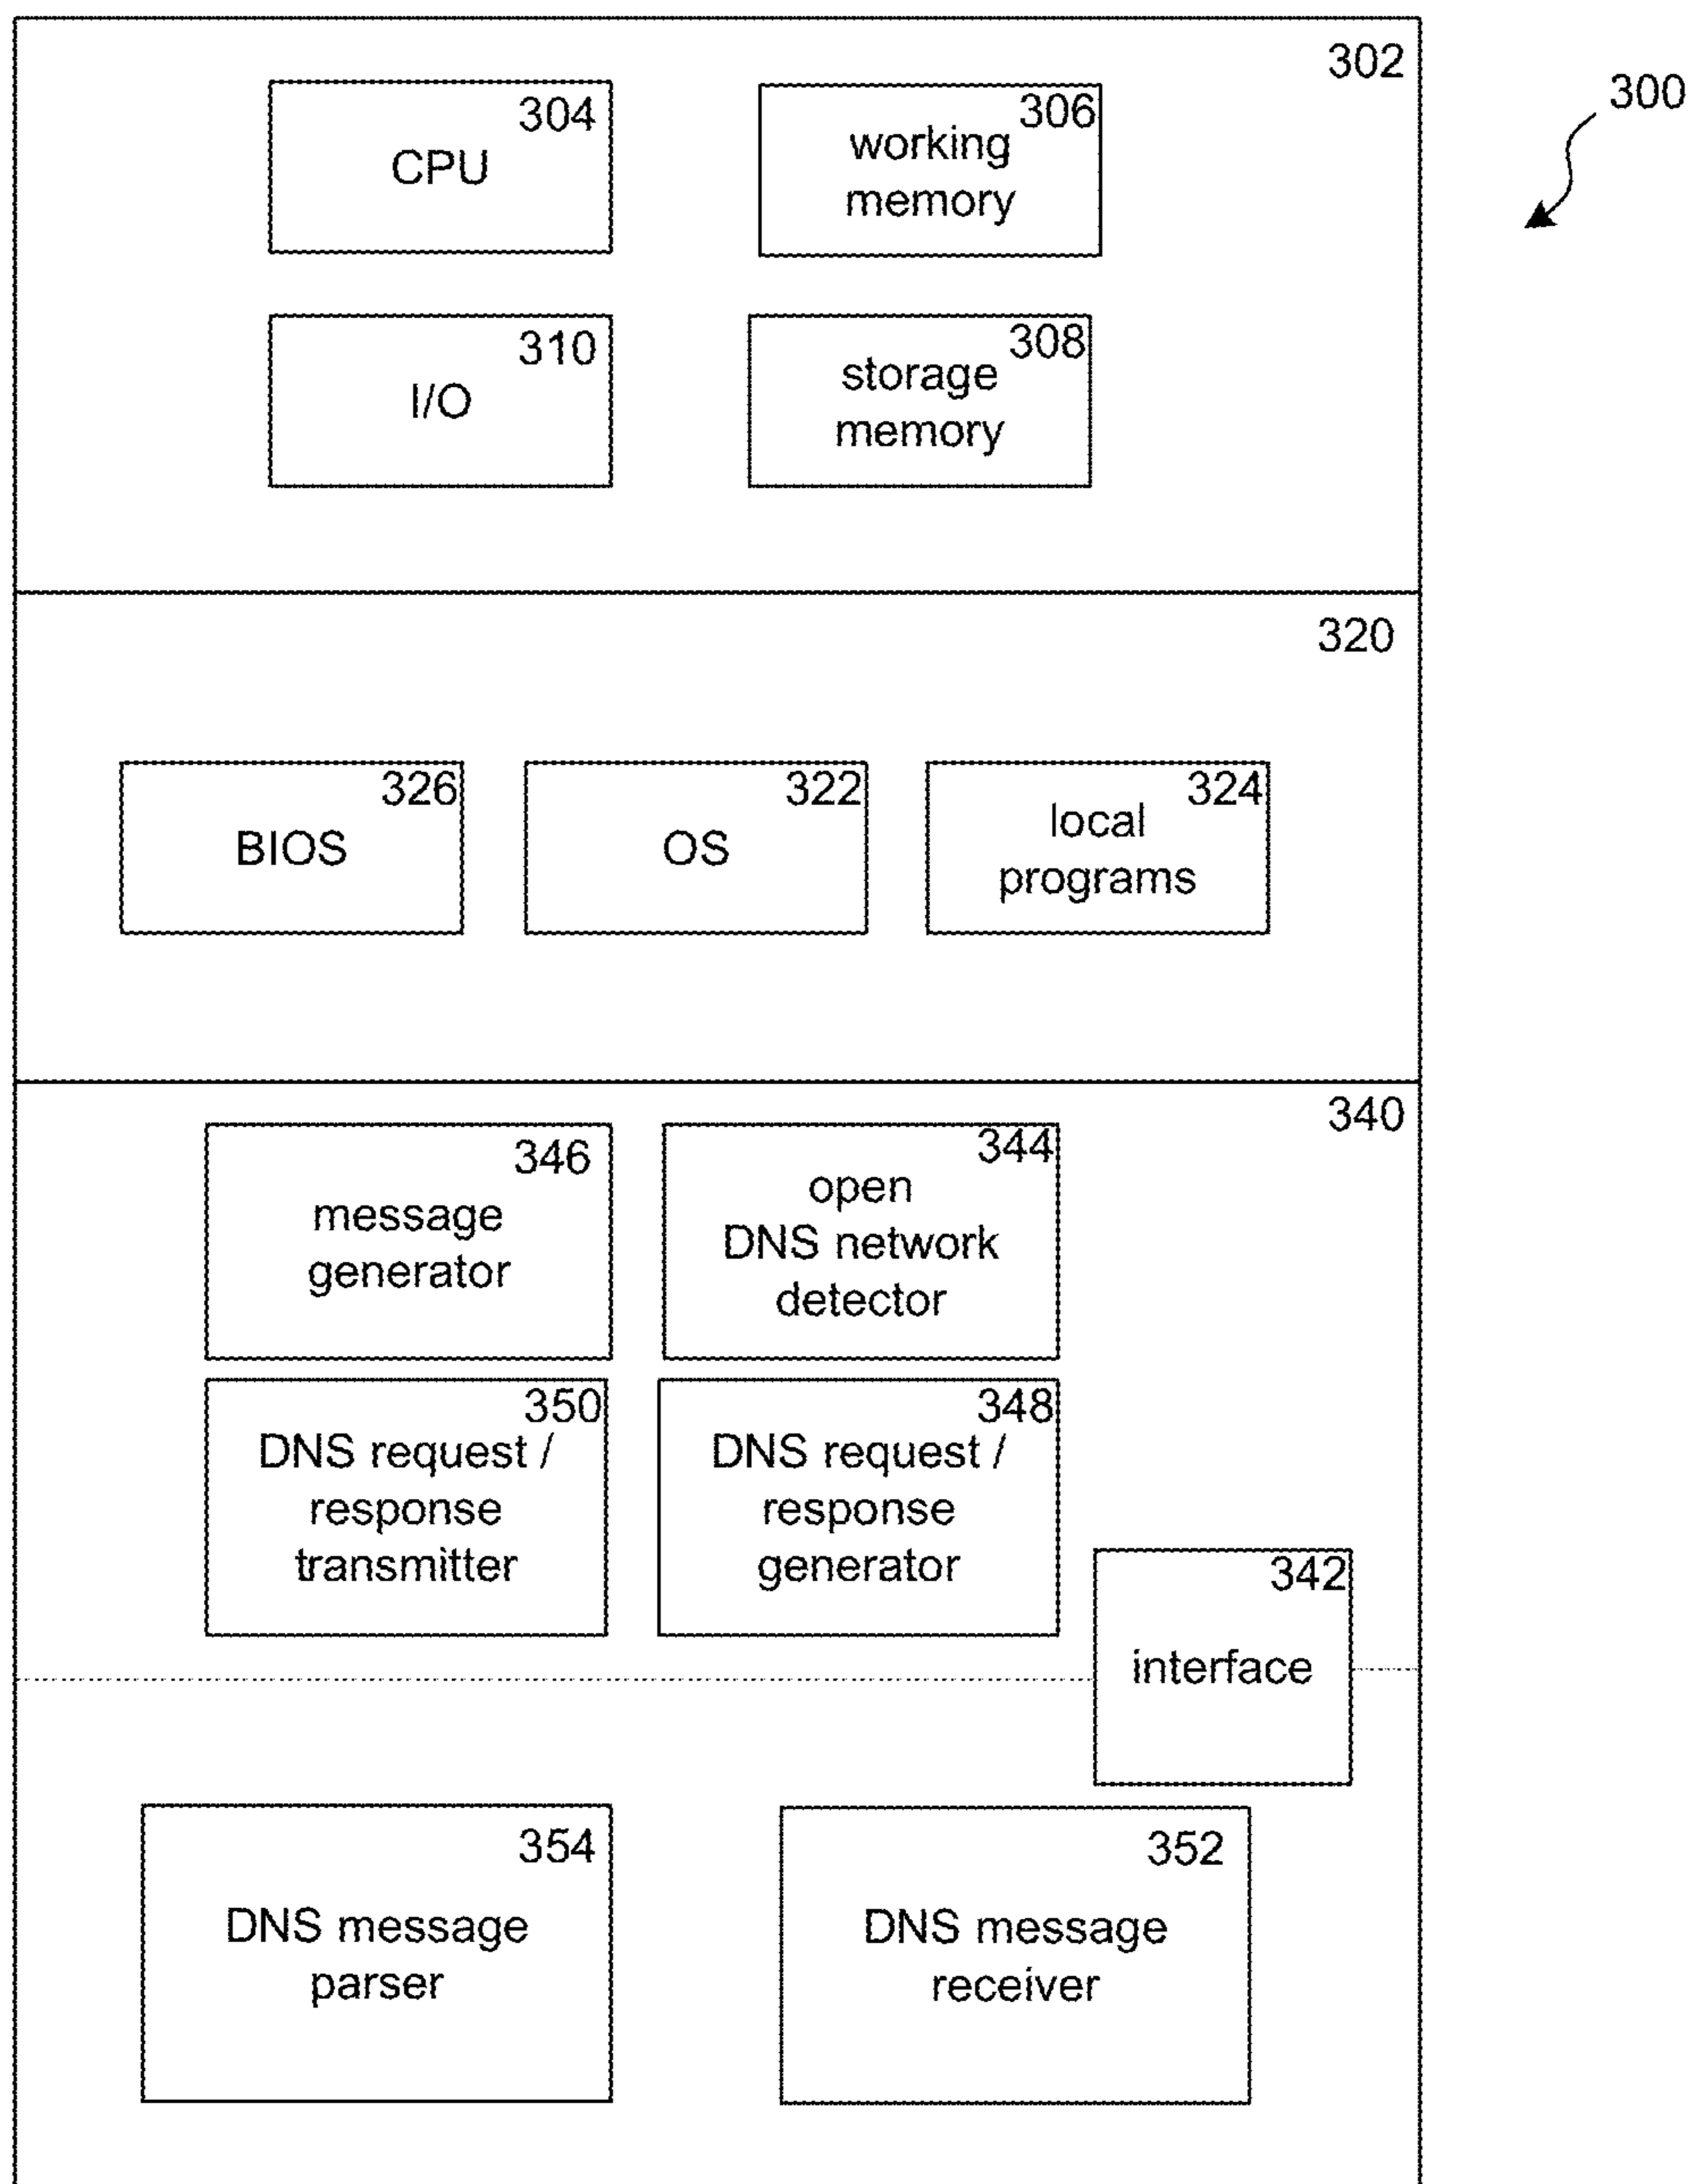 302
300
304
CPU
306
working
memory
310
I/O
308
storage
memory
320
326
BIOS
322
OS
324
local
programs
340
346
message
generator
344
open
DNS network
detector
350
DNS request /
response
transmitter
348
DNS request /
response
generator
342
interface
354
DNS message
parser
352
DNS message
receiver